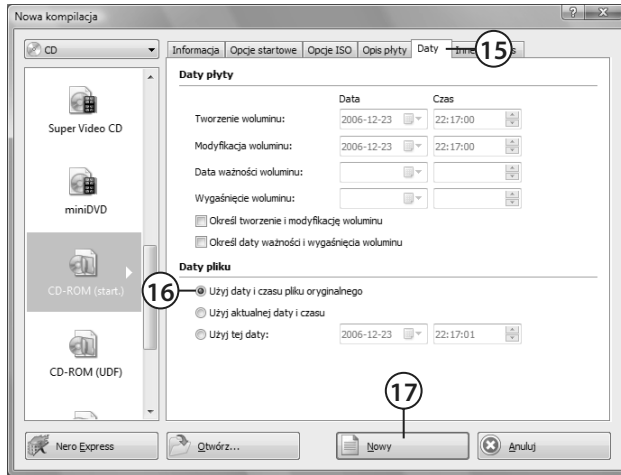 Nowa kompilacja
CD
Informacja Opcje startowe Opcje ISO Opis płyty Daty
15
Daty płyty
Data Czas
Tworzenie woluminu: 2006-12-23 22:17:00
Modyfikacja woluminu: 2006-12-23 22:17:00
Data ważności woluminu:
Wygaśnięcie woluminu:
Określ tworzenie i modyfikację woluminu
Określ daty ważności i wygaśnięcia woluminu
Daty pliku
16
Użyj daty i czasu pliku oryginalnego
Użyj aktualnej daty i czasu
Użyj tej daty: 2006-12-23 22:17:01
Super Video CD
miniDVD
CD-ROM (start.)
CD-ROM (UDF)
17
Nero Express
Otwórz...
Nowy
Anuluj